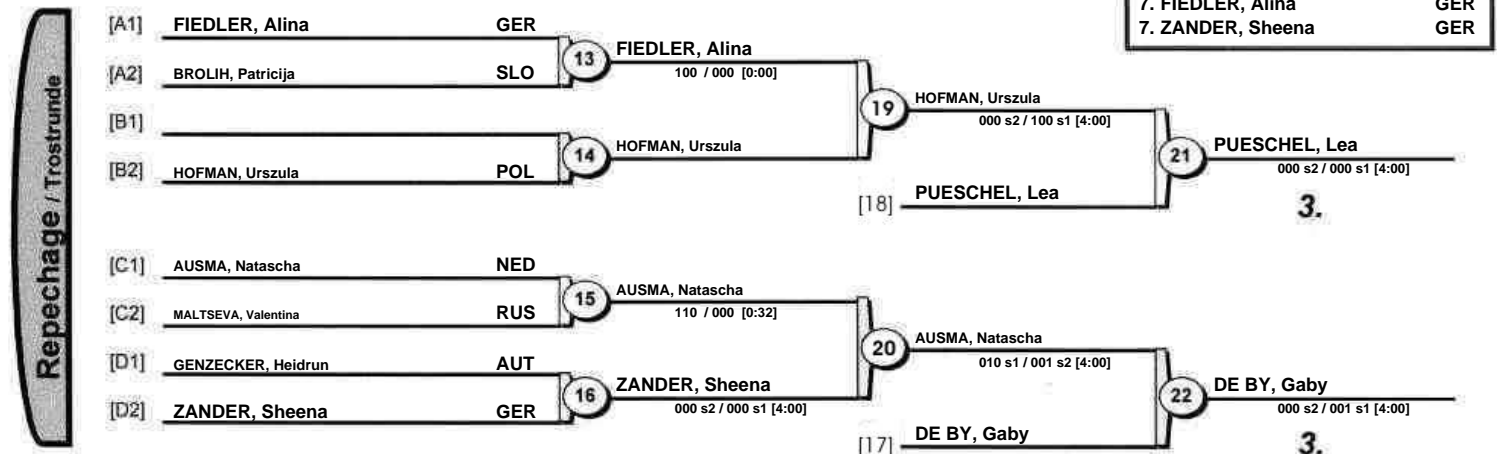 7. FIEDLER, Alina GER
7. ZANDER, Sheena GER
Repechage / Trostrunde
[A1] FIEDLER, Alina GER
13 FIEDLER, Alina
100 / 000 [0:00]
[A2] BROLIH, Patricija SLO
19 HOFMAN, Urszula
000 s2 / 100 s1 [4:00]
[B1]
14 HOFMAN, Urszula
[B2] HOFMAN, Urszula POL
21 PUESCHEL, Lea
000 s2 / 000 s1 [4:00]
[18] PUESCHEL, Lea
3.
[C1] AUSMA, Natascha NED
15 AUSMA, Natascha
110 / 000 [0:32]
[C2] MALTSEVA, Valentina RUS
20 AUSMA, Natascha
010 s1 / 001 s2 [4:00]
[D1] GENZECKER, Heidrun AUT
16 ZANDER, Sheena
000 s2 / 000 s1 [4:00]
[D2] ZANDER, Sheena GER
22 DE BY, Gaby
000 s2 / 001 s1 [4:00]
[17] DE BY, Gaby
3.